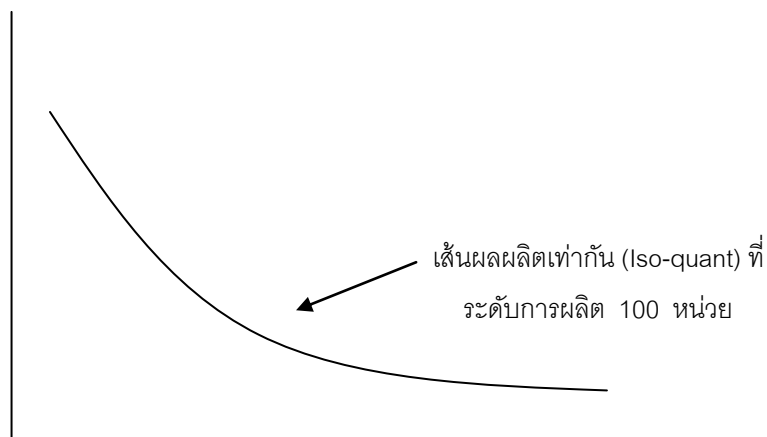 เส้นผลผลิตเท่ากัน (Iso-quant) ที่
ระดับการผลิต 100 หน่วย